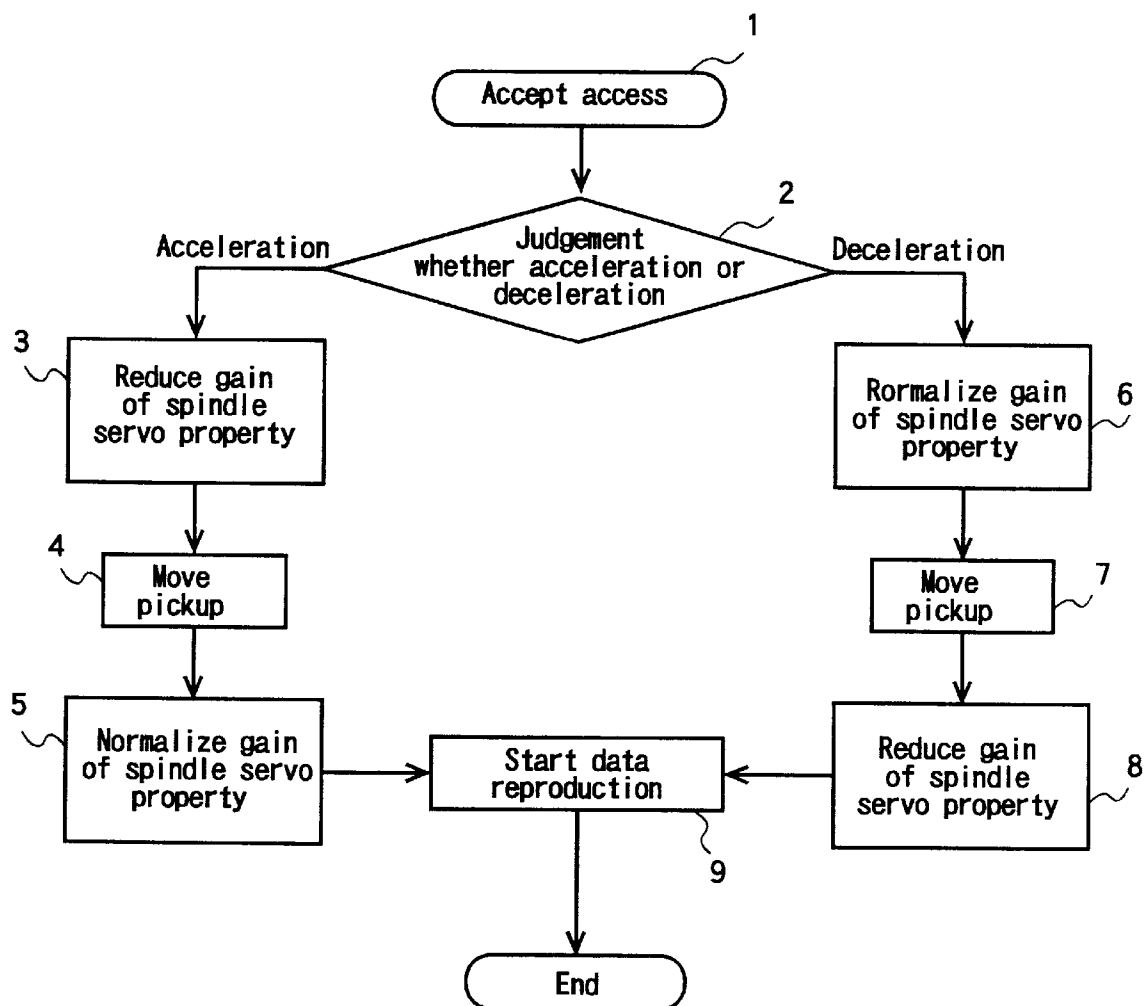 1
Accept access
2
Acceleration
Judgement
whether acceleration or
deceleration
Deceleration
3
Reduce gain
of spindle
servo property
6
Rormalize gain
of spindle servo
property
4
Move
pickup
7
Move
pickup
5
Normalize gain
of spindle servo
property
Start data
reproduction
9
8
Reduce gain
of spindle
servo property
End